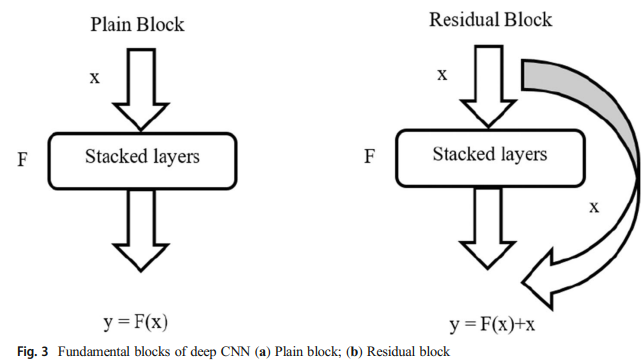 Plain Block
x
F
Stacked layers
y = F(x)
Residual Block
x
F
Stacked layers
x
y = F(x)+x
Fig. 3 Fundamental blocks of deep CNN (a) Plain block; (b) Residual block